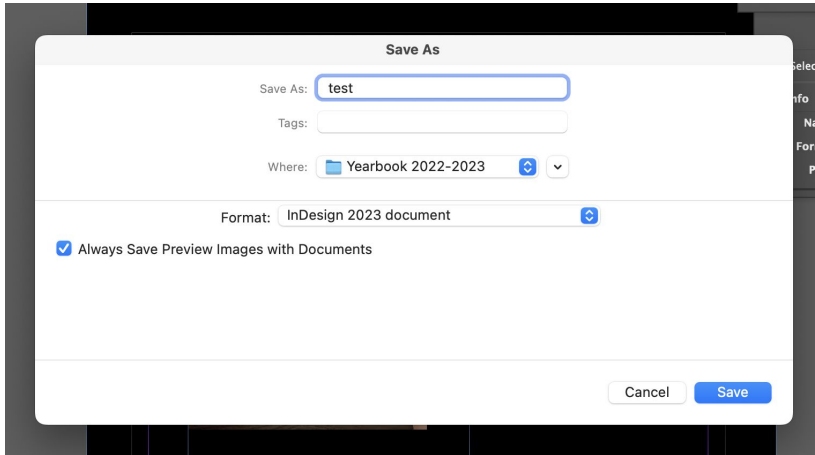 Save As
Save As: test
Tags:
Where: Yearbook 2022-2023
Format: InDesign 2023 document
Always Save Preview Images with Documents
Cancel Save